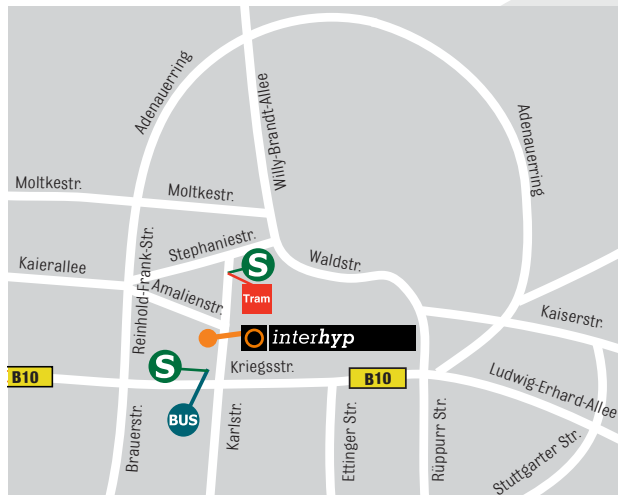 Adenauerring
Willy-Brandt-Allee
Adenauerring
Moltkestr.
Moltkestr.
Reinhold-Frank-Str.
Stephaniestr.
S
Waldstr.
Kaierallee
Amalienstr.
Tram
Kaiserstr.
interhyp
S
Kriegsstr.
B10
B10
Ludwig-Erhard-Allee
BUS
Brauerstr.
Karlstr.
Ettinger Str.
Rüppurr Str.
Stuttgarter Str.